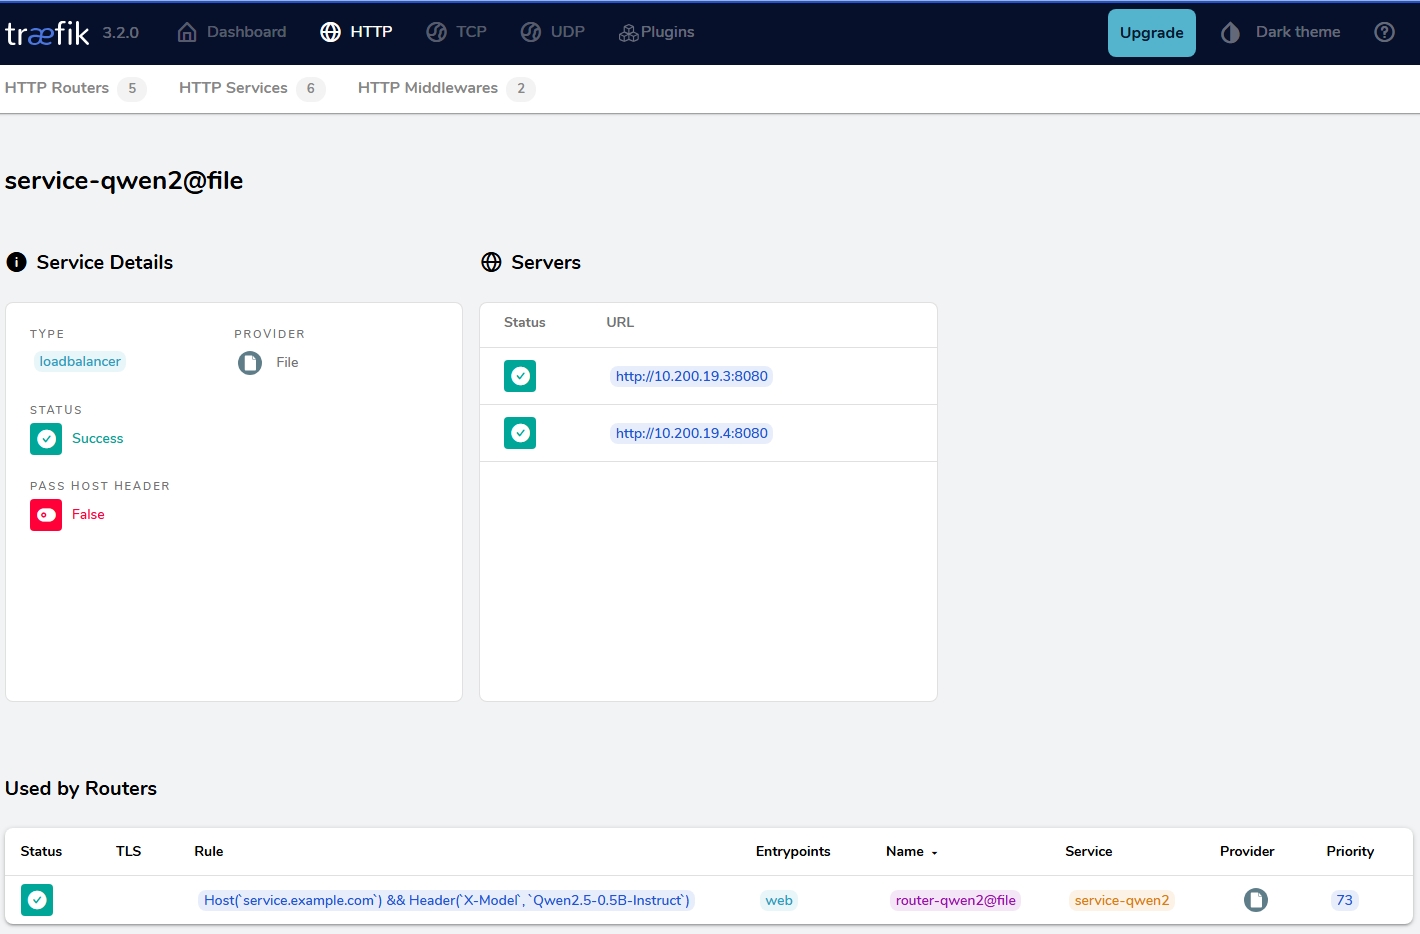 træfik 3.2.0 Dashboard HTTP TCP UDP Plugins Upgrade Dark theme
HTTP Routers 5 HTTP Services 6 HTTP Middlewares 2
service-qwen2@file
Service Details
TYPE PROVIDER
loadbalancer File
STATUS
Success
PASS HOST HEADER
False
Servers
Status URL
http://10.200.19.3:8080
http://10.200.19.4:8080
Used by Routers
Status TLS Rule Entrypoints Name Service Provider Priority
Host(`service.example.com`) && Header(`X-Model`,`Qwen2.5-0.5B-Instruct`) web router-qwen2@file service-qwen2 73